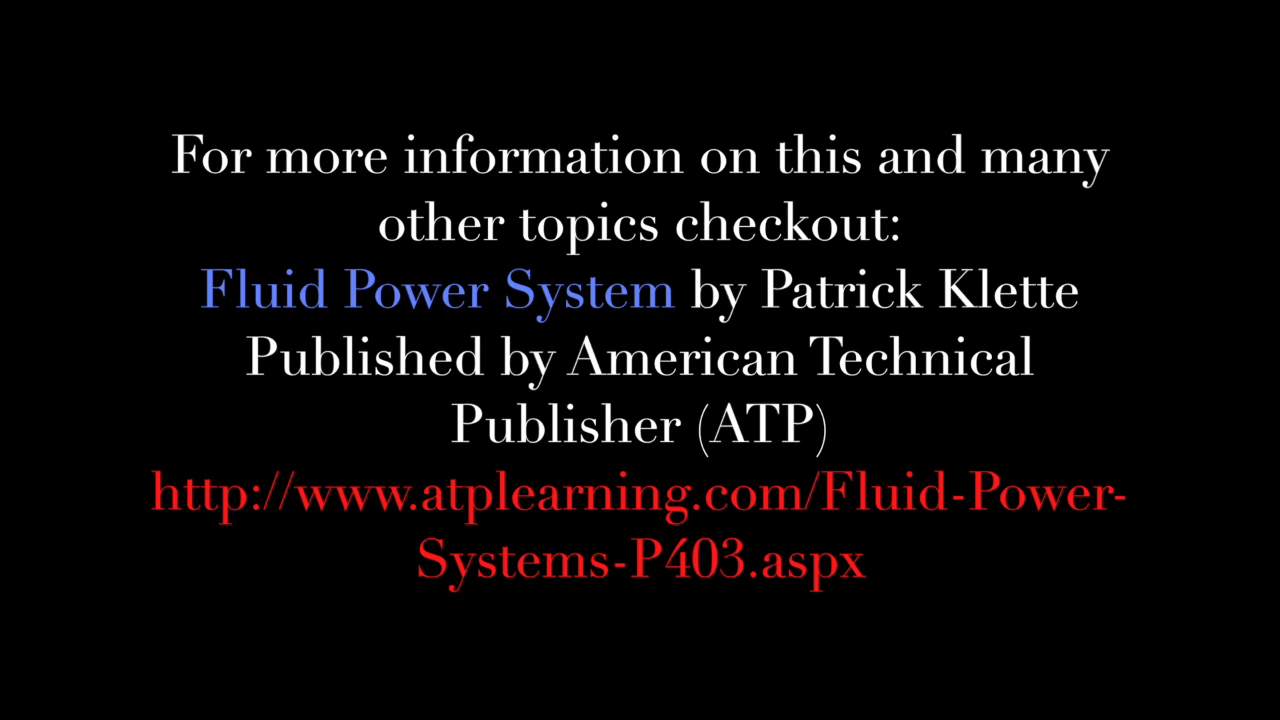 For more information on this and many
other topics checkout:
Fluid Power System by Patrick Klette
Published by American Technical
Publisher (ATP)
http://www.atplearning.com/Fluid-Power-
Systems-P403.aspx